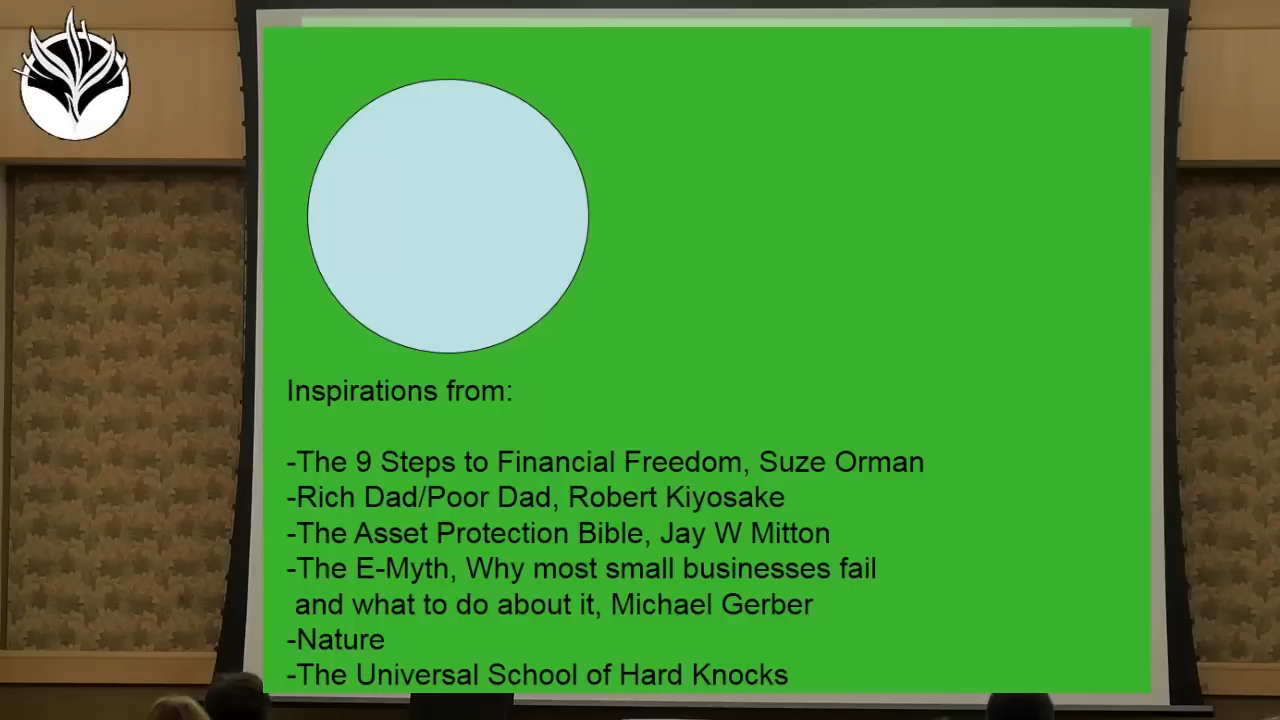 Inspirations from:
-The 9 Steps to Financial Freedom, Suze Orman
-Rich Dad/Poor Dad, Robert Kiyosake
-The Asset Protection Bible, Jay W Mitton
-The E-Myth, Why most small businesses fail
and what to do about it, Michael Gerber
-Nature
-The Universal School of Hard Knocks